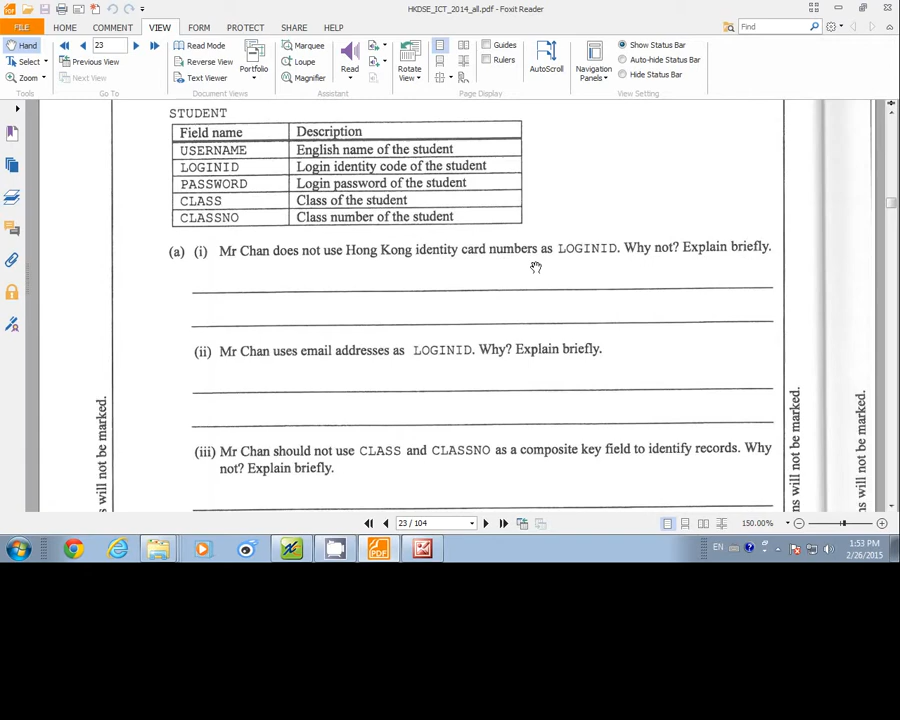 HKDSE_ICT_2014_all.pdf - Foxit Reader
FILE HOME COMMENT VIEW FORM PROTECT SHARE HELP
Find
Hand
Select
Zoom
Tools
23
Previous View
Next View
Go To
Read Mode
Reverse View
Text Viewer
Document Views
Portfolio
Marquee
Loupe
Magnifier
Assistant
Read
Rotate View
Page Display
Guides
Rulers
AutoScroll
Navigation Panels
Show Status Bar
Auto-hide Status Bar
Hide Status Bar
View Setting
STUDENT
Field name Description
USERNAME English name of the student
LOGINID Login identity code of the student
PASSWORD Login password of the student
CLASS Class of the student
CLASSNO Class number of the student
(a) (i) Mr Chan does not use Hong Kong identity card numbers as LOGINID. Why not? Explain briefly.
(ii) Mr Chan uses email addresses as LOGINID. Why? Explain briefly.
(iii) Mr Chan should not use CLASS and CLASSNO as a composite key field to identify records. Why
not? Explain briefly.
s will not be marked.
ns will not be marked.
ns will not be marked.
23 / 104
150.00%
PDF
EN
1:53 PM
2/26/2015